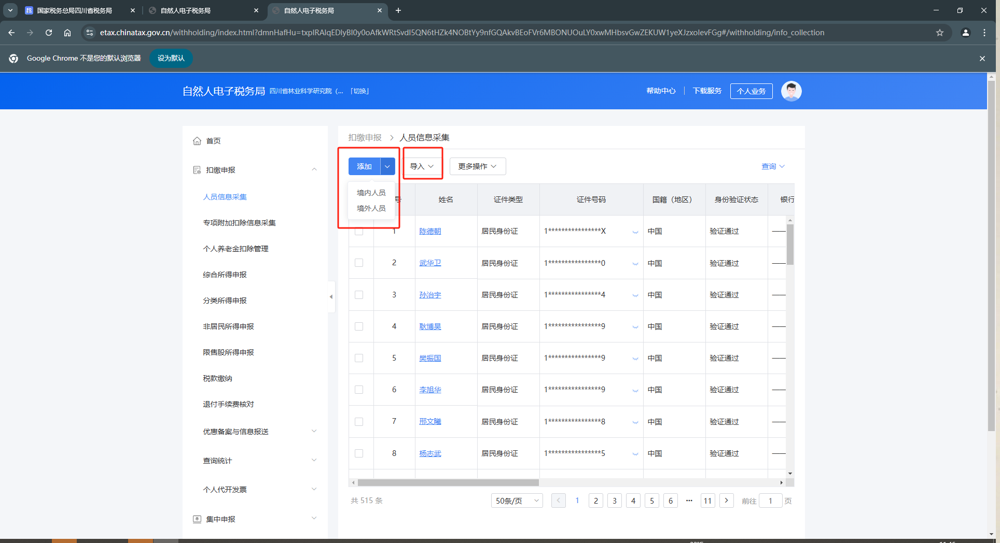 国家税务总局四川省税务局
自然人电子税务局
自然人电子税务局
etax.chinatax.gov.cn/withholding/index.html?dmnHafHu=txplRAlqEDlyBl0y0oAfkWRtSvdI5QN6tHZk4NOBtYy9nfGQAkvBEoFVr6MBONUOuLY0xwMHbsvGwZEKUW1yeXJzxolevFGg#/withholding/info_collection
Google Chrome 不是您的默认浏览器 设为默认
自然人电子税务局 四川省林业科学研究院（... 「切换」
帮助中心 下载服务 个人业务
首页
扣缴申报
人员信息采集
专项附加扣除信息采集
个人养老金扣除管理
综合所得申报
分类所得申报
非居民所得申报
限售股所得申报
税款缴纳
退付手续费核对
优惠备案与信息报送
查询统计
个人代开发票
集中申报
扣缴申报 > 人员信息采集
添加 导入 更多操作 查询
境内人员
境外人员
号 姓名 证件类型 证件号码 国籍（地区） 身份验证状态 银行
1 陈德朝 居民身份证 1****************X 中国 验证通过 ——
2 武华卫 居民身份证 1****************0 中国 验证通过 ——
3 孙治宇 居民身份证 1****************4 中国 验证通过 ——
4 耿博昊 居民身份证 1****************9 中国 验证通过 ——
5 樊振国 居民身份证 1****************9 中国 验证通过 ——
6 李旭华 居民身份证 1****************9 中国 验证通过 ——
7 邢文曦 居民身份证 1****************8 中国 验证通过 ——
8 杨志武 居民身份证 1****************5 中国 验证通过 ——
共 515 条 50条/页 < 1 2 3 4 5 6 ••• 11 > 前往 1 页